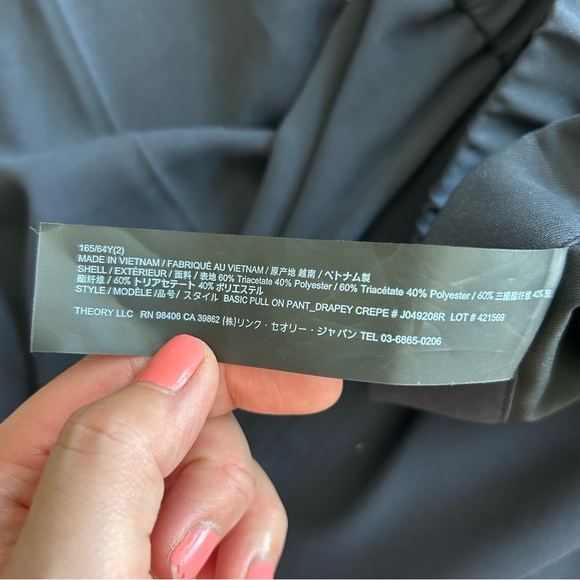 165/64Y(2)
MADE IN VIETNAM / FABRIQUÉ AU VIETNAM / 原产地 越南 / ベトナム製
SHELL / EXTÉRIEUR / 面料 / 表地 60% Triacetate 40% Polyester / 60% Triacétate 40% Polyester / 60% 三醋酯纤维 40%
酯纤维 / 60% トリアセテート 40% ポリエステル
STYLE / MODÈLE /品号/ スタイル BASIC PULL ON PANT_DRAPEY CREPE # J049208R LOT # 421569
THEORY LLC RN 98406 CA 39862 (株)リンク・セオリー・ジャパン TEL 03-6865-0206